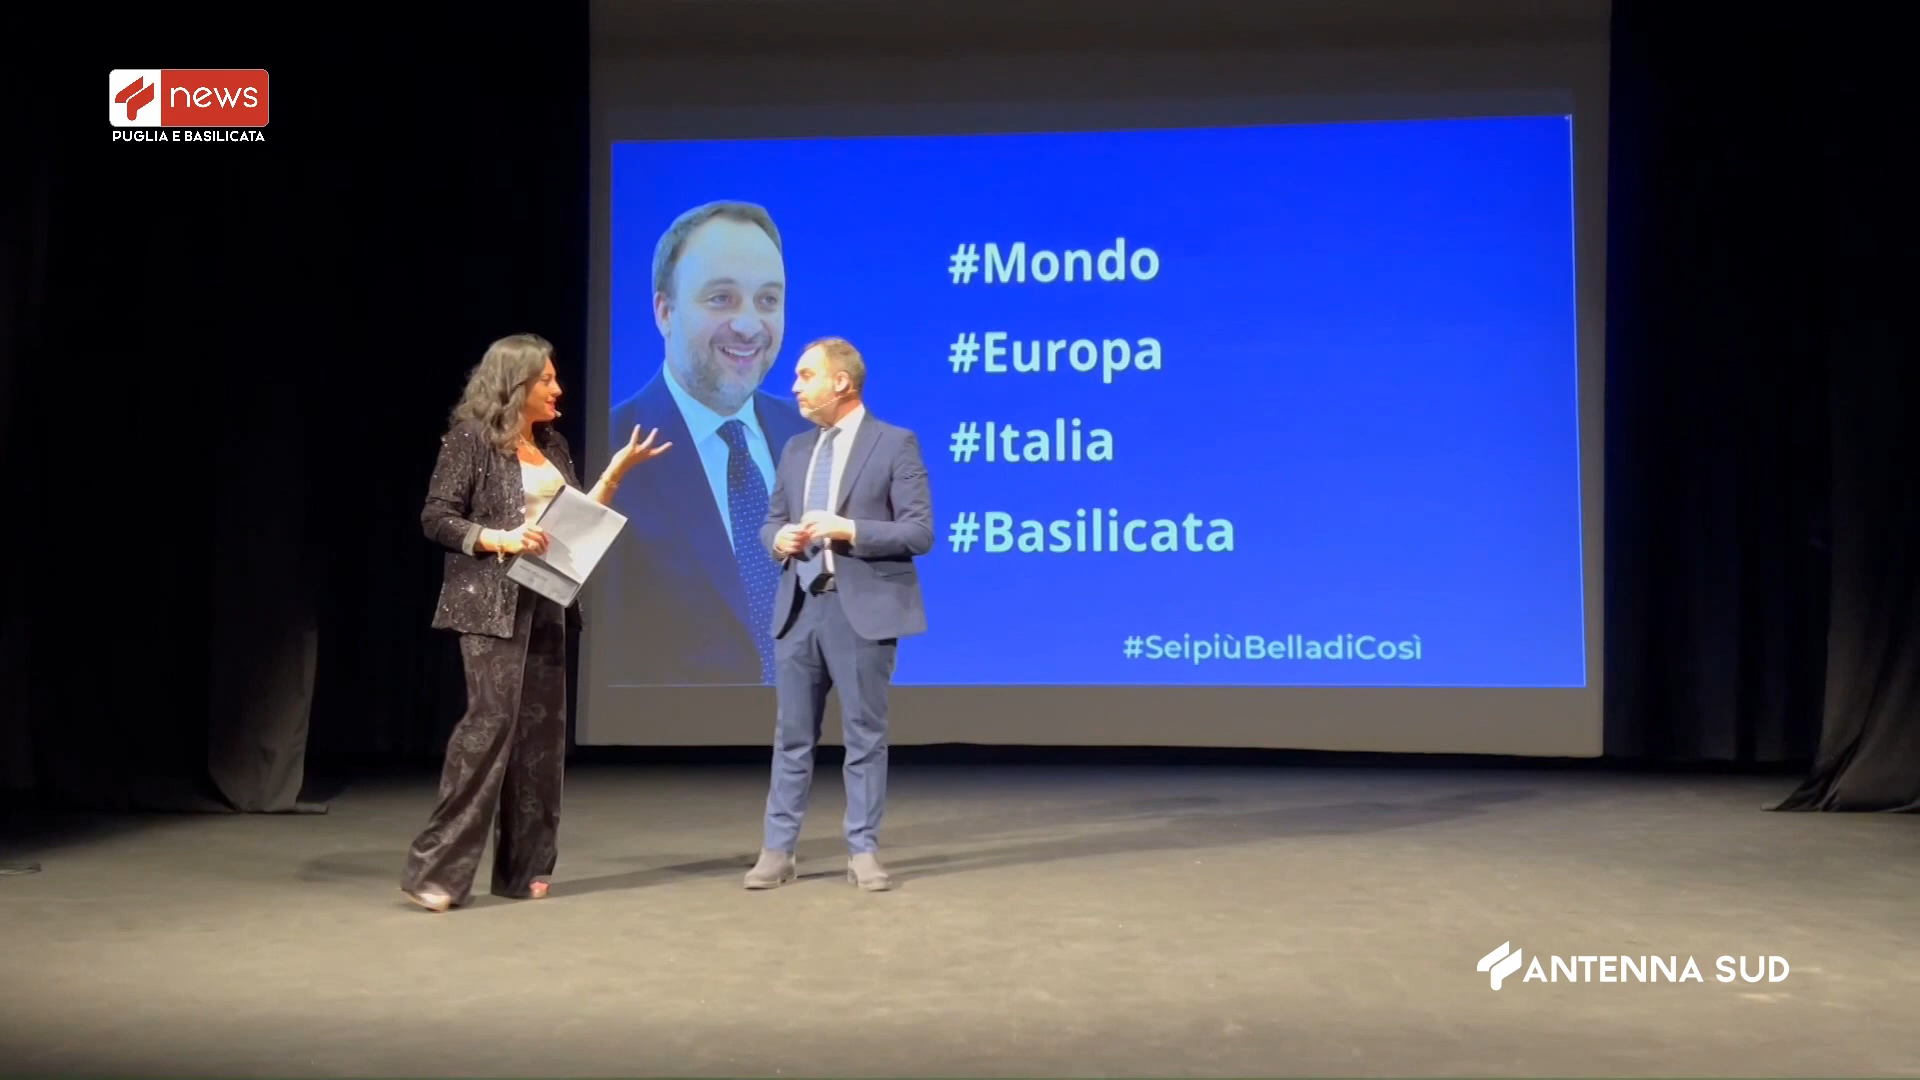 news
PUGLIA E BASILICATA
#Mondo
#Europa
#Italia
#Basilicata
#SeipiùBelladiCosì
ANTENNA SUD